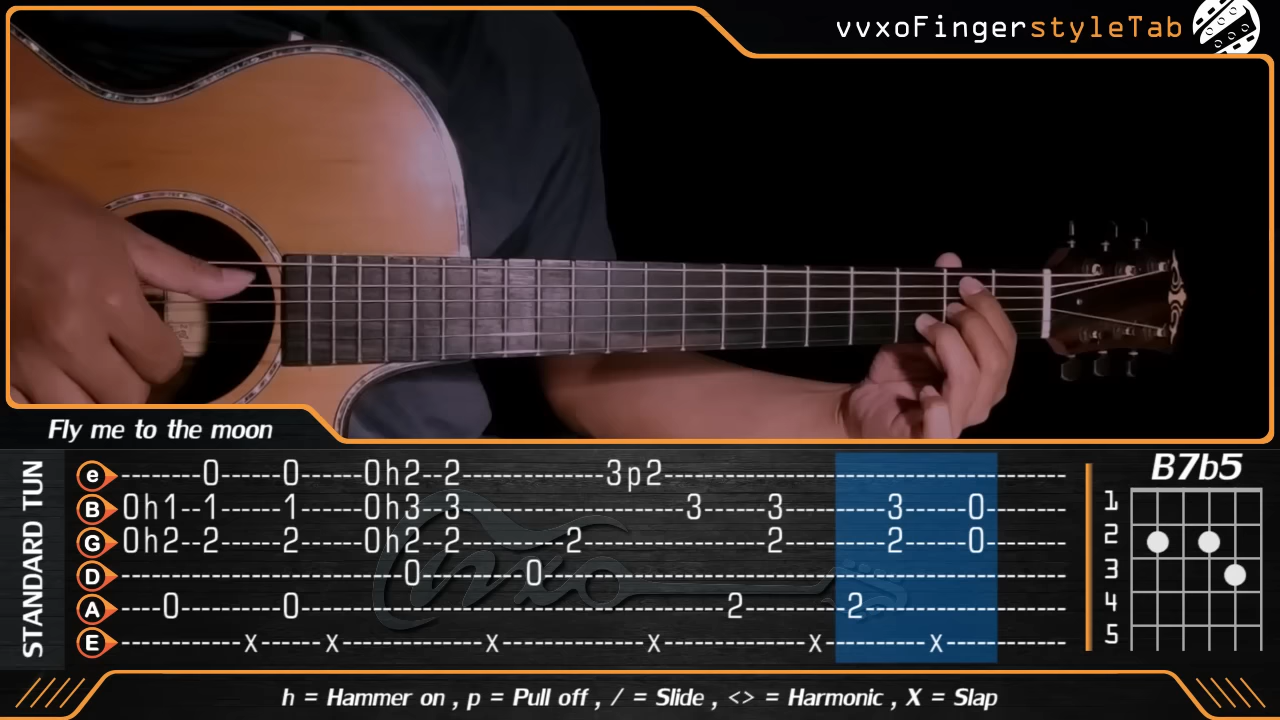 vvxoFingerstyleTab
Fly me to the moon
STANDARD TUN
e -------0-----0-----0h2--2------------3p2----------------------------------
B 0h1--1-----1-----0h3--3-----------------3-----3---------3-----0-------
G 0h2--2-----2-----0h2--2---------2---------------2---------2-----0-------
D ------------------0---------0---------------------------------------------
A ---0---------0---------------------------------2---------2----------------
E ---------x-----x-----------x-----------x-----------x---------x----------
B7b5
1
2
3
4
5
h = Hammer on , p = Pull off , / = Slide , <> = Harmonic , X = Slap